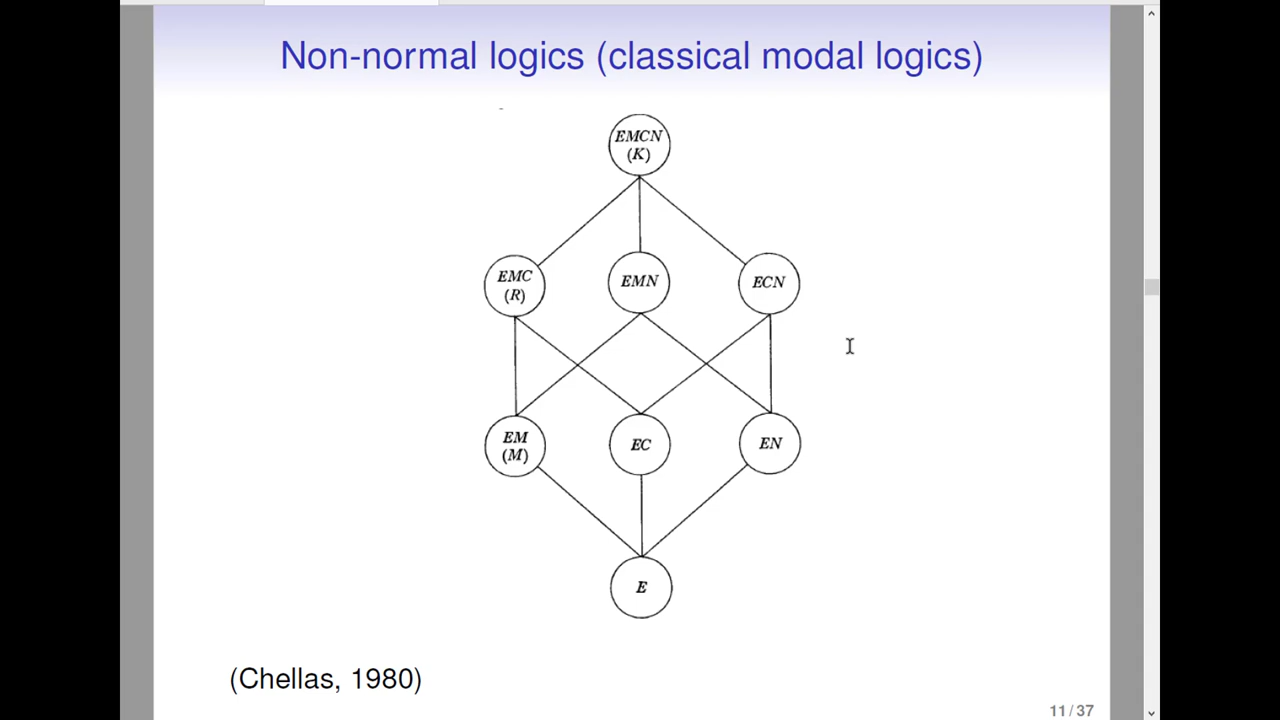 Non-normal logics (classical modal logics)
EMCN
(K)
EMC
(R)
EMN
ECN
EM
(M)
EC
EN
E
(Chellas, 1980)
11/37